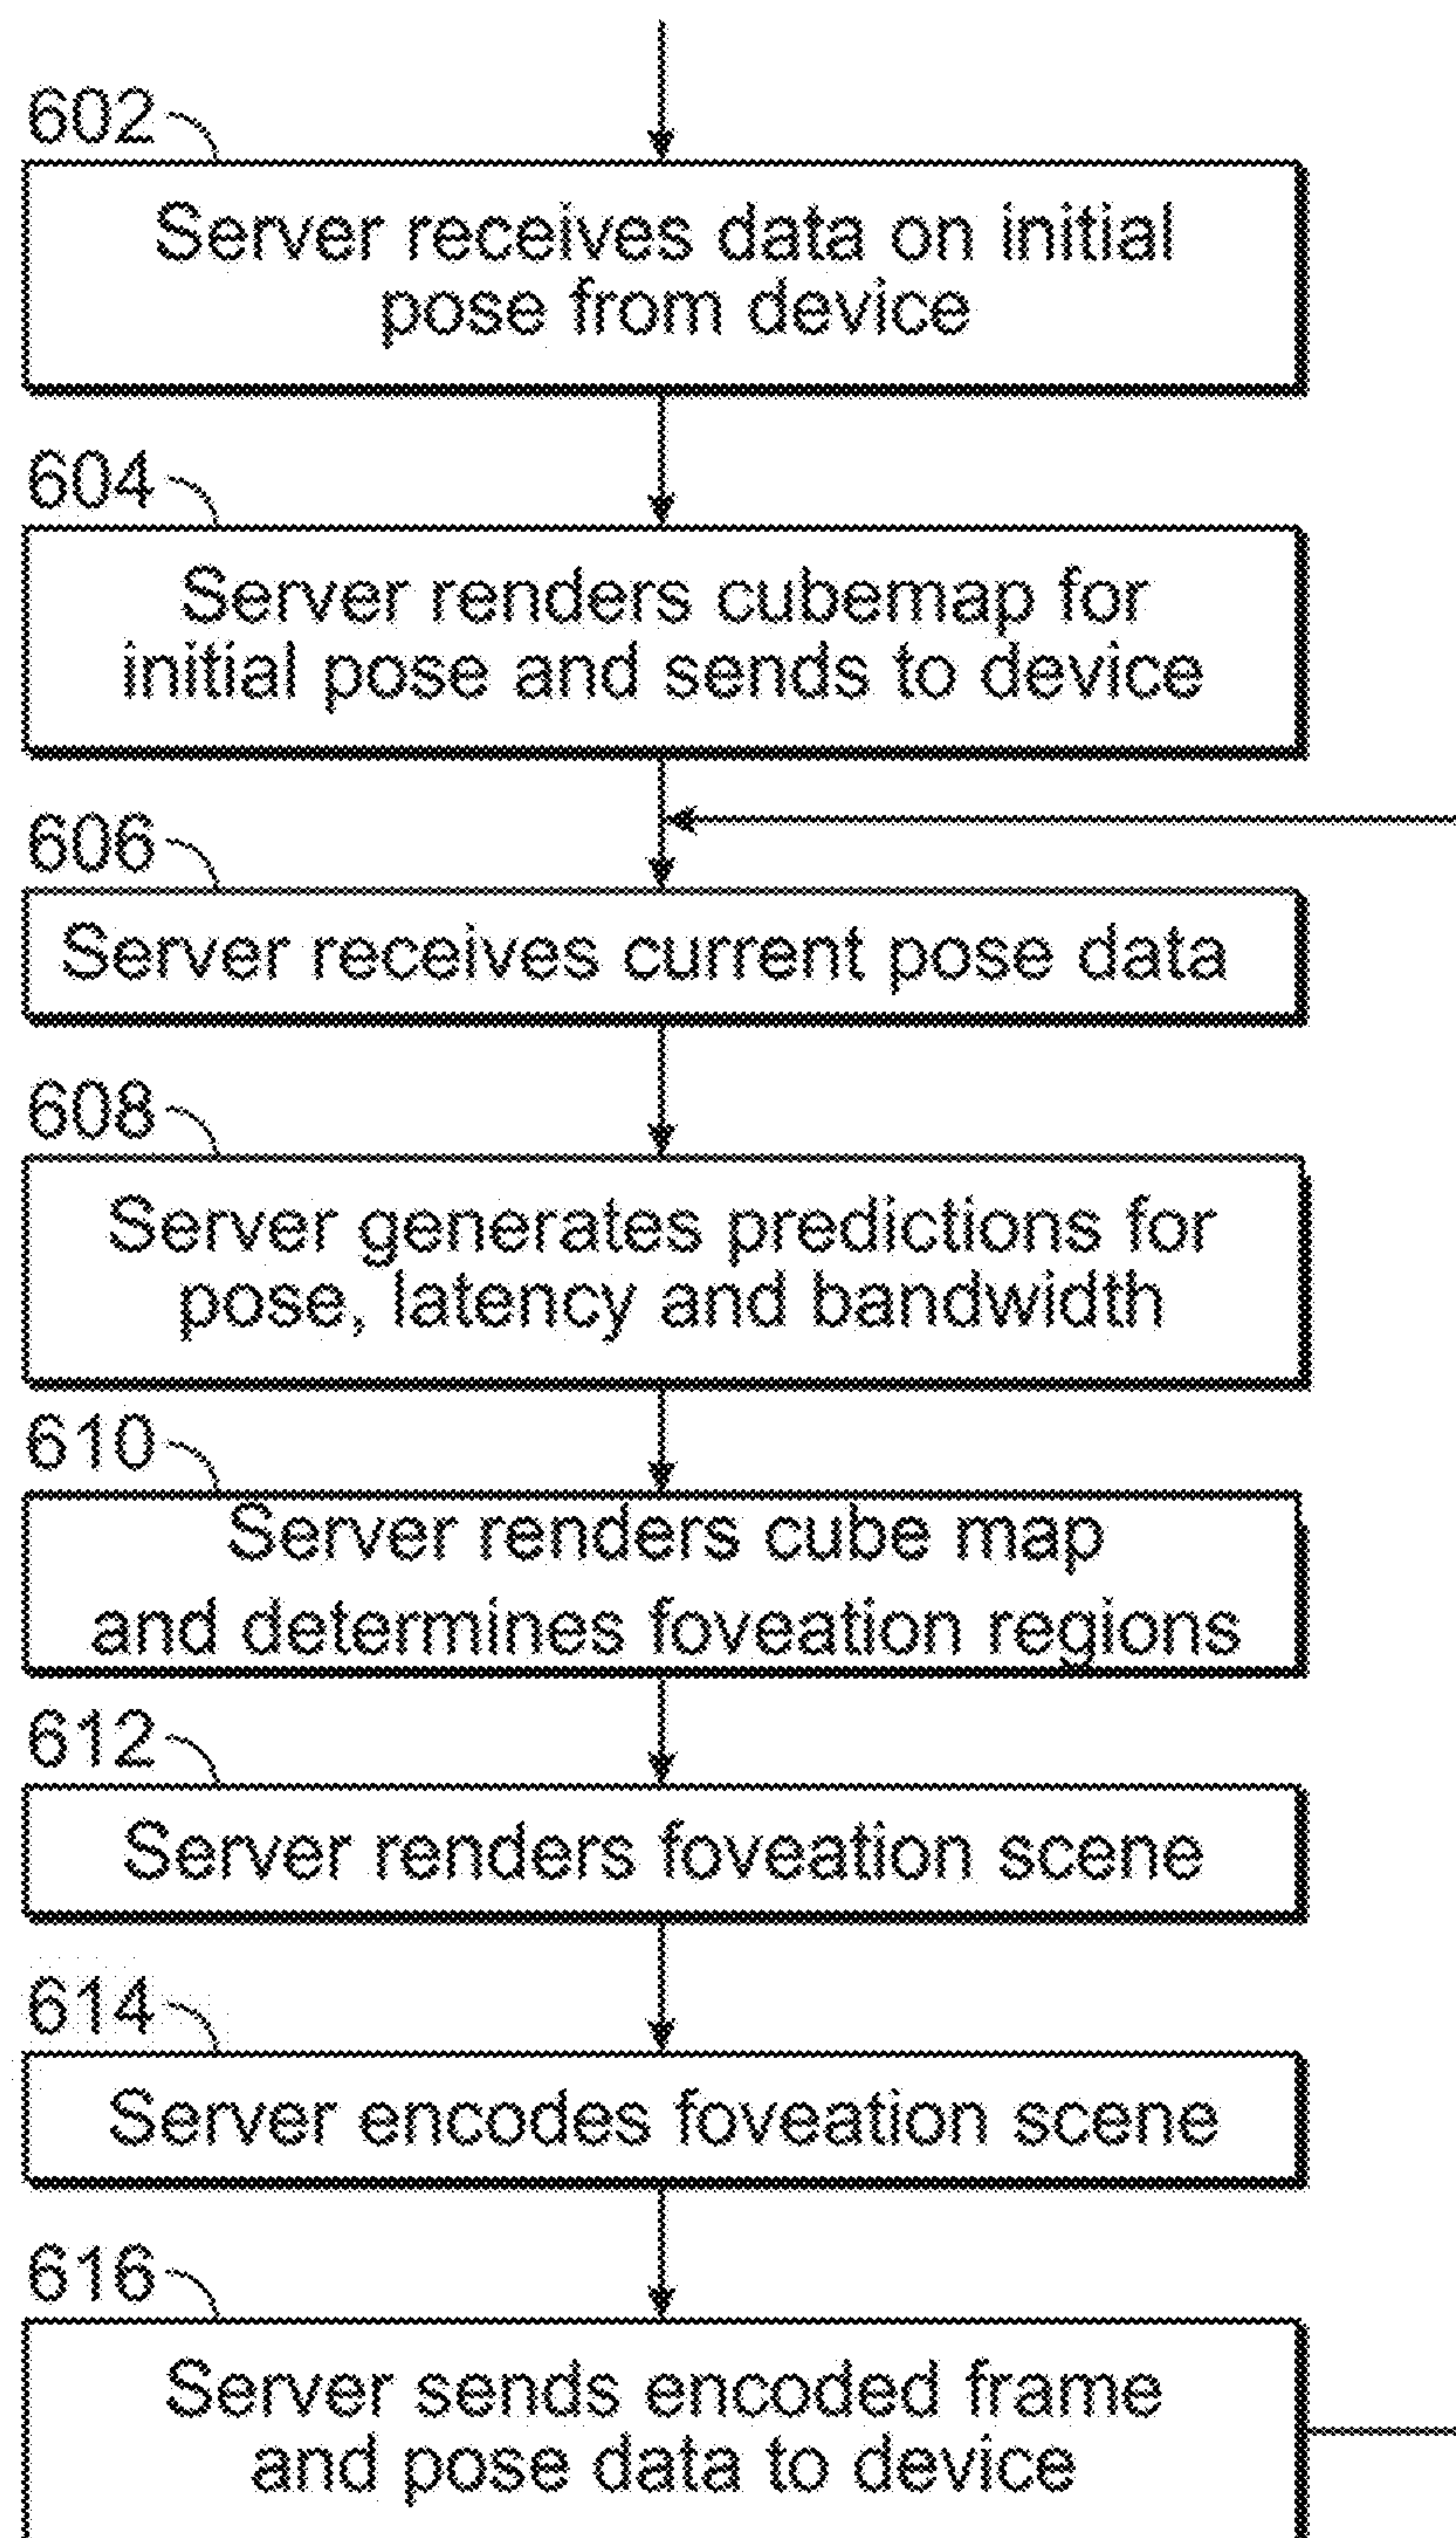 602
Server receives data on initial
pose from device
604
Server renders cubemap for
initial pose and sends to device
606
Server receives current pose data
608
Server generates predictions for
pose, latency and bandwidth
610
Server renders cube map
and determines foveation regions
612
Server renders foveation scene
614
Server encodes foveation scene
616
Server sends encoded frame
and pose data to device